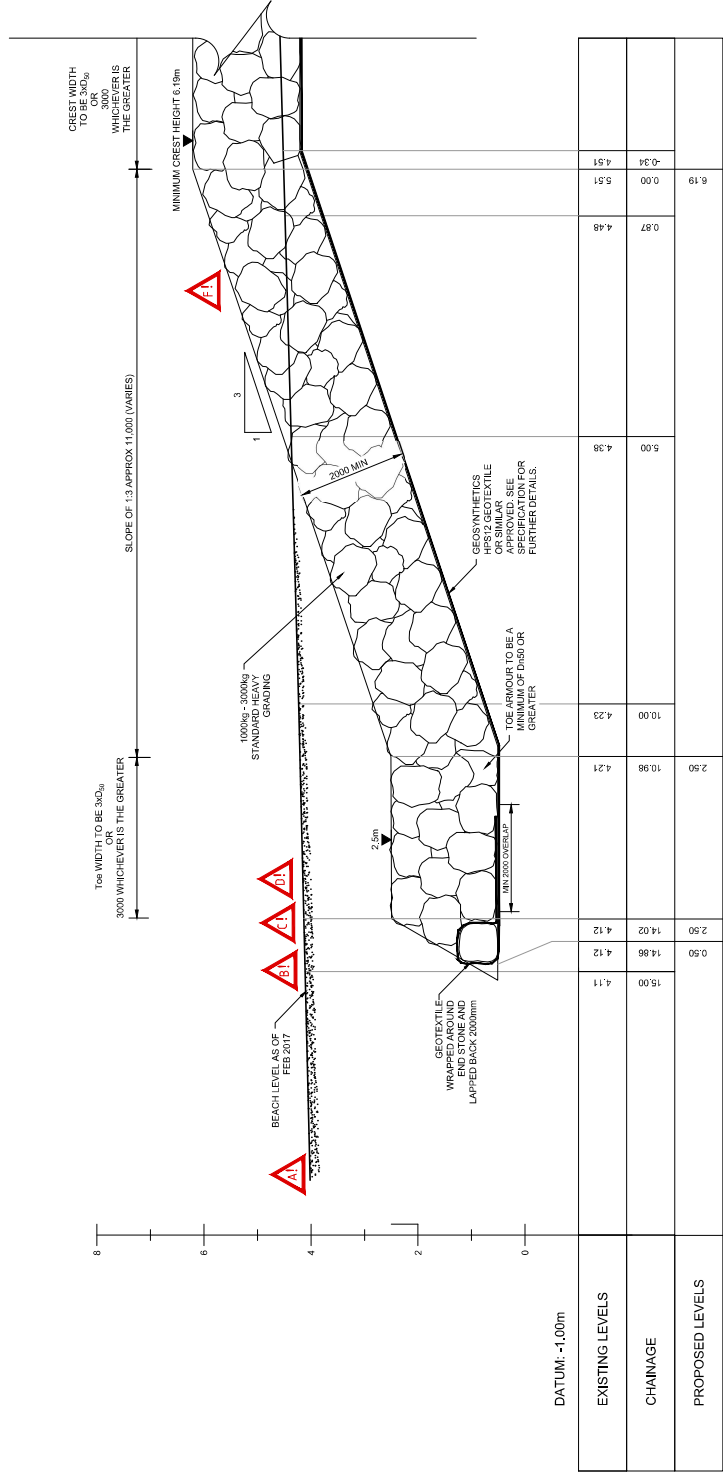 CREST WIDTH
TO BE 3xD50
OR
3000
WHICHEVER IS
THE GREATER
MINIMUM CREST HEIGHT 6.19m
SLOPE OF 1:3 APPROX 11,000 (VARIES)
F!
3
1
2000 MIN
GEOSYNTHETICS
HPS12 GEOTEXTILE
OR SIMILAR
APPROVED. SEE
SPECIFICATION FOR
FURTHER DETAILS.
1000kg - 3000kg
STANDARD HEAVY
GRADING
TOE ARMOUR TO BE A
MINIMUM OF Dn50 OR
GREATER
Toe WIDTH TO BE 3xD50
OR
3000 WHICHEVER IS THE GREATER
2.5m
MIN 2000 OVERLAP
D!
C!
B!
A!
BEACH LEVEL AS OF
FEB 2017
GEOTEXTILE
WRAPPED AROUND
END STONE AND
LAPPED BACK 2000mm
8
6
4
2
0
DATUM: -1.00m
EXISTING LEVELS
4.11
4.12
4.12
4.21
4.23
4.38
4.48
5.51
4.51
CHAINAGE
15.00
14.86
14.02
10.98
10.00
5.00
0.87
0.00
-0.34
PROPOSED LEVELS
0.50
2.50
2.50
6.19